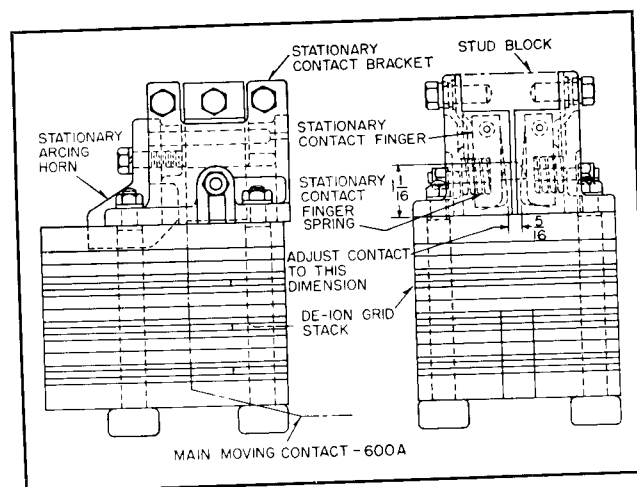 STATIONARY
CONTACT BRACKET
STUD BLOCK
STATIONARY
ARCING
HORN
STATIONARY
CONTACT FINGER
STATIONARY
CONTACT
FINGER
SPRING
1 1/16
5/16
ADJUST CONTACT
TO THIS
DIMENSION
DE-ION GRID
STACK
MAIN MOVING CONTACT - 600A